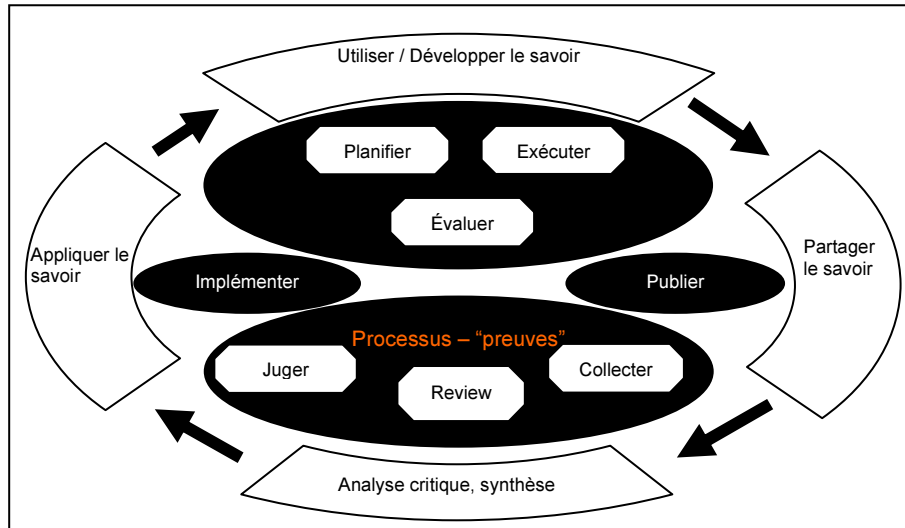 Utiliser / Développer le savoir
Planifier
Exécuter
Évaluer
Appliquer le
savoir
Partager
le savoir
Implémenter
Publier
Processus – “preuves”
Juger
Review
Collecter
Analyse critique, synthèse